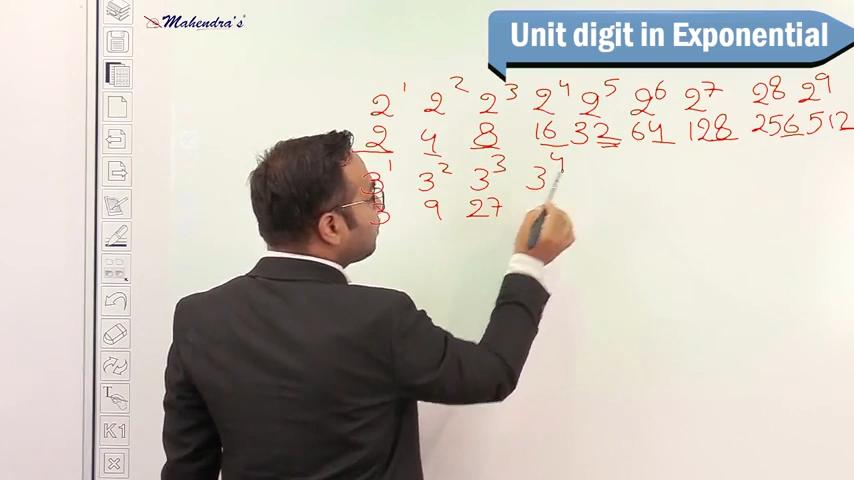 Mahendra's
Unit digit in Exponential
2¹ 2² 2³ 2⁴ 2⁵ 2⁶ 2⁷ 2⁸ 2⁹
2 4 8 16 32 64 128 256 512
3¹ 3² 3³ 3⁴
3 9 27
K1